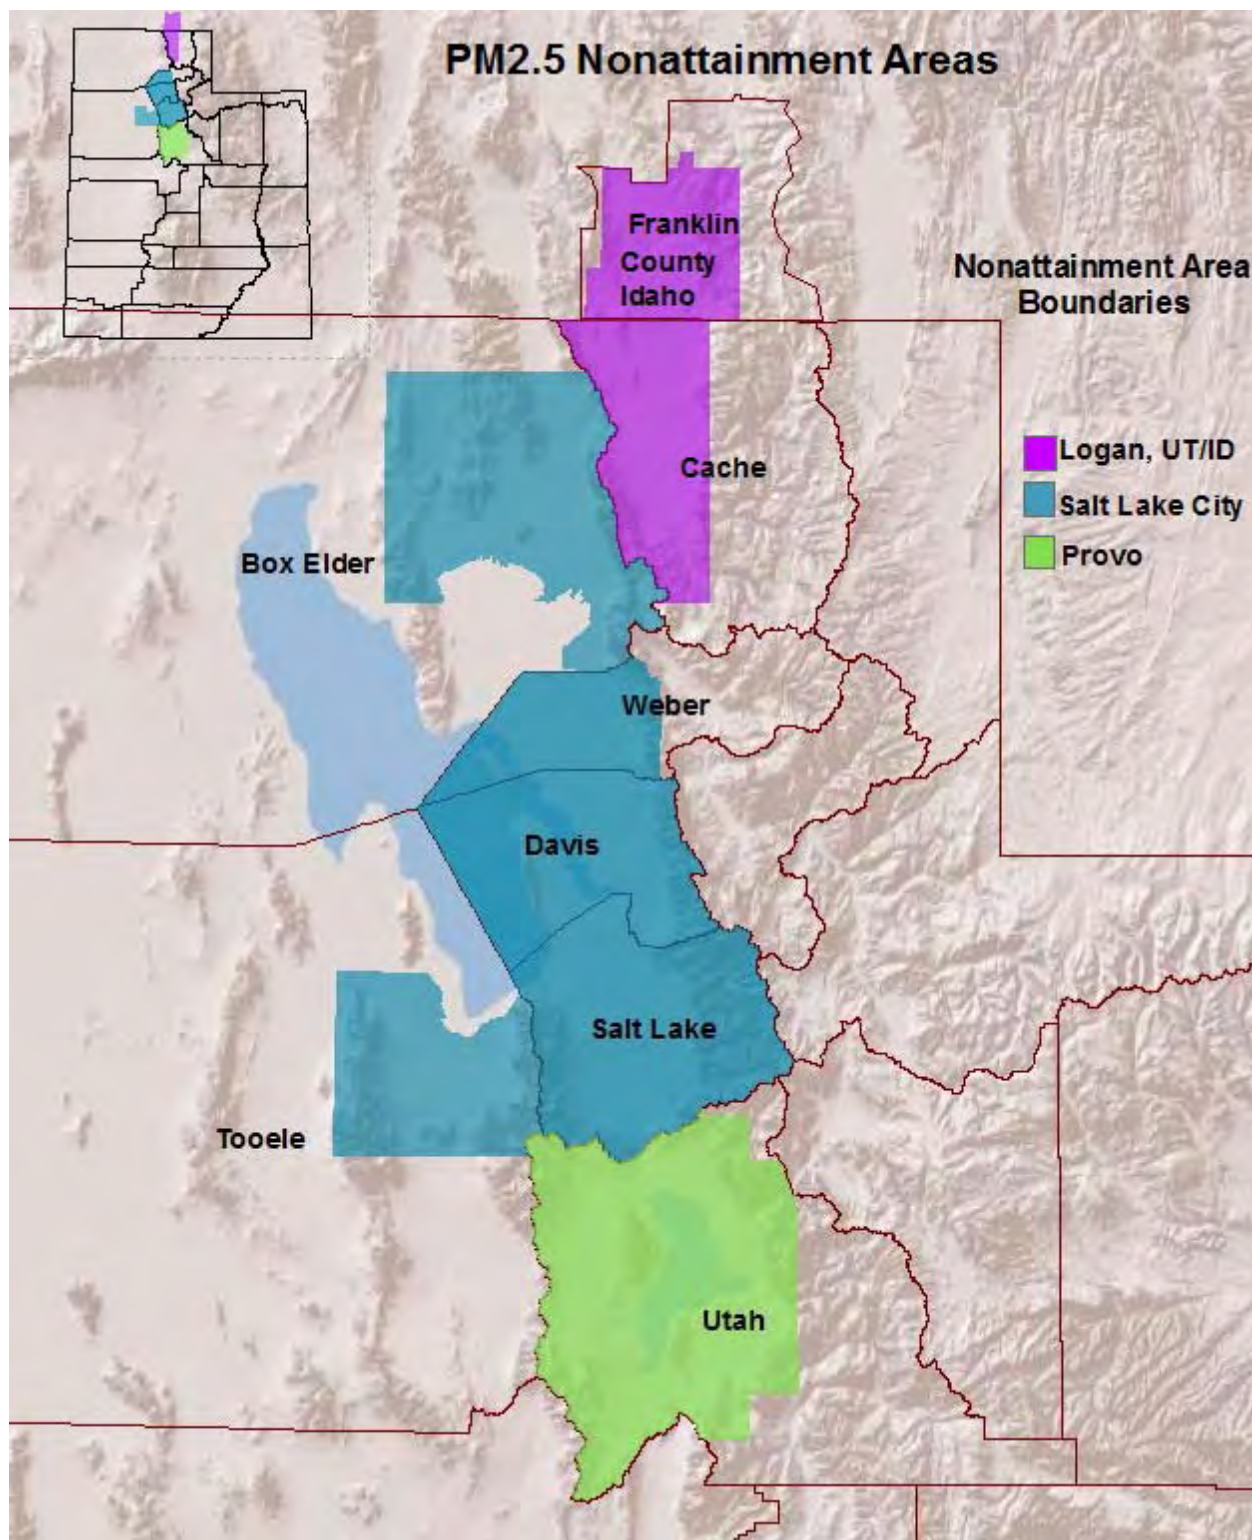 PM2.5 Nonattainment Areas
Franklin
County
Idaho
Nonattainment Area
Boundaries
Logan, UT/ID
Cache
Salt Lake City
Provo
Box Elder
Weber
Davis
Salt Lake
Tooele
Utah